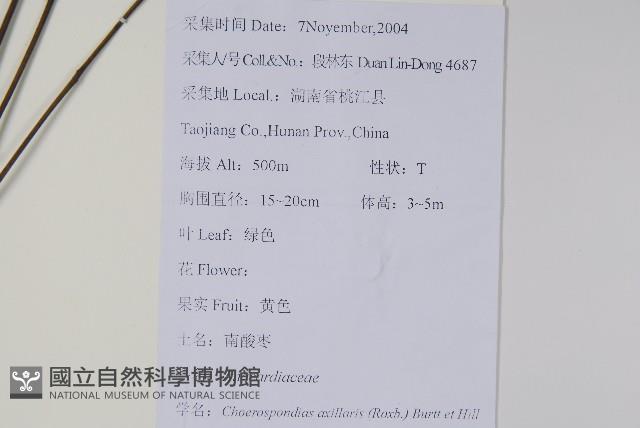 采集时间 Date：7Noyember,2004
采集人/号 Coll.&No.：段林东 Duan Lin-Dong 4687
采集地 Local.：湖南省桃江县
Taojiang Co.,Hunan Prov.,China
海拔 Alt：500m 性状：T
胸围直径：15~20cm 体高：3~5m
叶 Leaf：绿色
花 Flower：
果实 Fruit：黄色
土名：南酸枣
國立自然科學博物館
NATIONAL MUSEUM OF NATURAL SCIENCE
学名：Choerospondias axillaris (Roxb.) Burtt et Hill